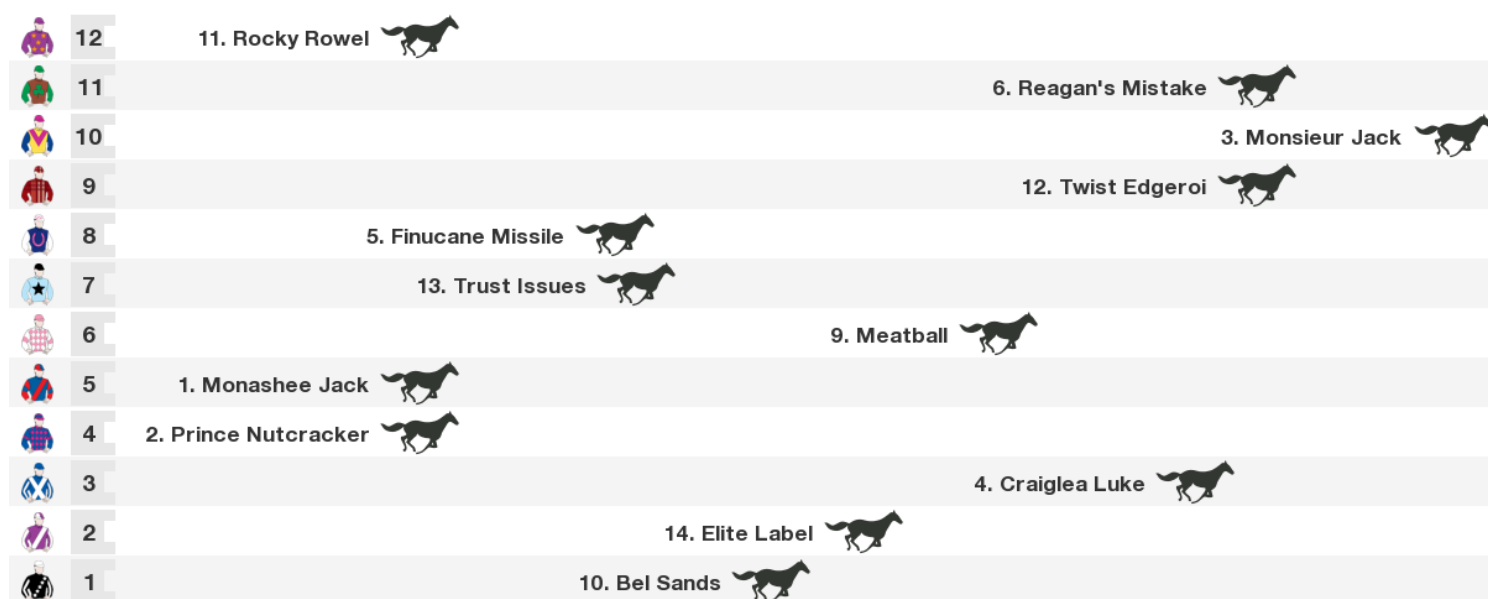 12 11. Rocky Rowel
11 6. Reagan's Mistake
10 3. Monsieur Jack
9 12. Twist Edgeroi
8 5. Finucane Missile
7 13. Trust Issues
6 9. Meatball
5 1. Monashee Jack
4 2. Prince Nutcracker
3 4. Craiglea Luke
2 14. Elite Label
1 10. Bel Sands